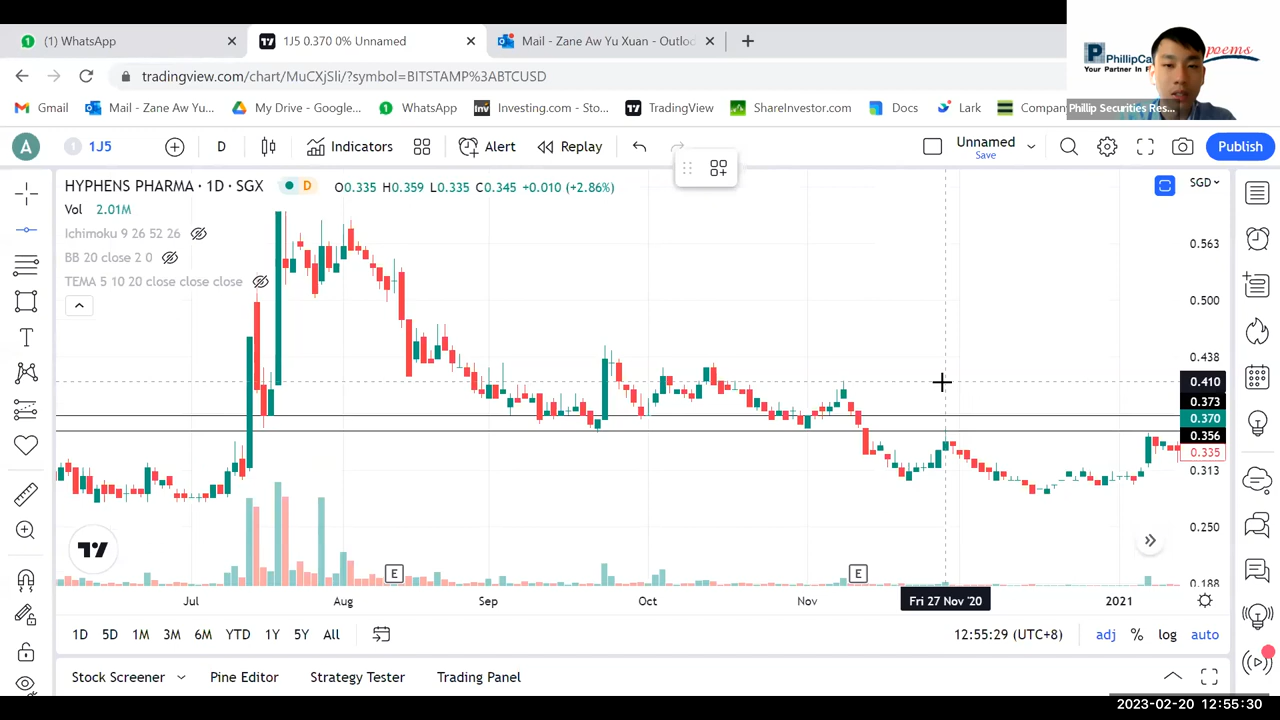 (1) WhatsApp
1J5 0.370 0% Unnamed
Mail - Zane Aw Yu Xuan - Outloo
PhillipCa
Your Partner In F
poems
Phillip Securities Res...
tradingview.com/chart/MuCXjSIi/?symbol=BITSTAMP%3ABTCUSD
Gmail
Mail - Zane Aw Yu...
My Drive - Google...
WhatsApp
Investing.com - Sto...
TradingView
ShareInvestor.com
Docs
Lark
Compan
A
1
1J5
D
Indicators
Alert
Replay
Unnamed
Save
Publish
HYPHENS PHARMA · 1D · SGX
D
O0.335 H0.359 L0.335 C0.345 +0.010 (+2.86%)
SGD
Vol 2.01M
Ichimoku 9 26 52 26
BB 20 close 2 0
TEMA 5 10 20 close close close
0.563
0.500
0.438
0.410
0.373
0.370
0.356
0.335
0.313
0.250
0.188
E
E
Jul
Aug
Sep
Oct
Nov
Fri 27 Nov '20
2021
1D 5D 1M 3M 6M YTD 1Y 5Y All
12:55:29 (UTC+8)
adj % log auto
Stock Screener
Pine Editor
Strategy Tester
Trading Panel
2023-02-20 12:55:30